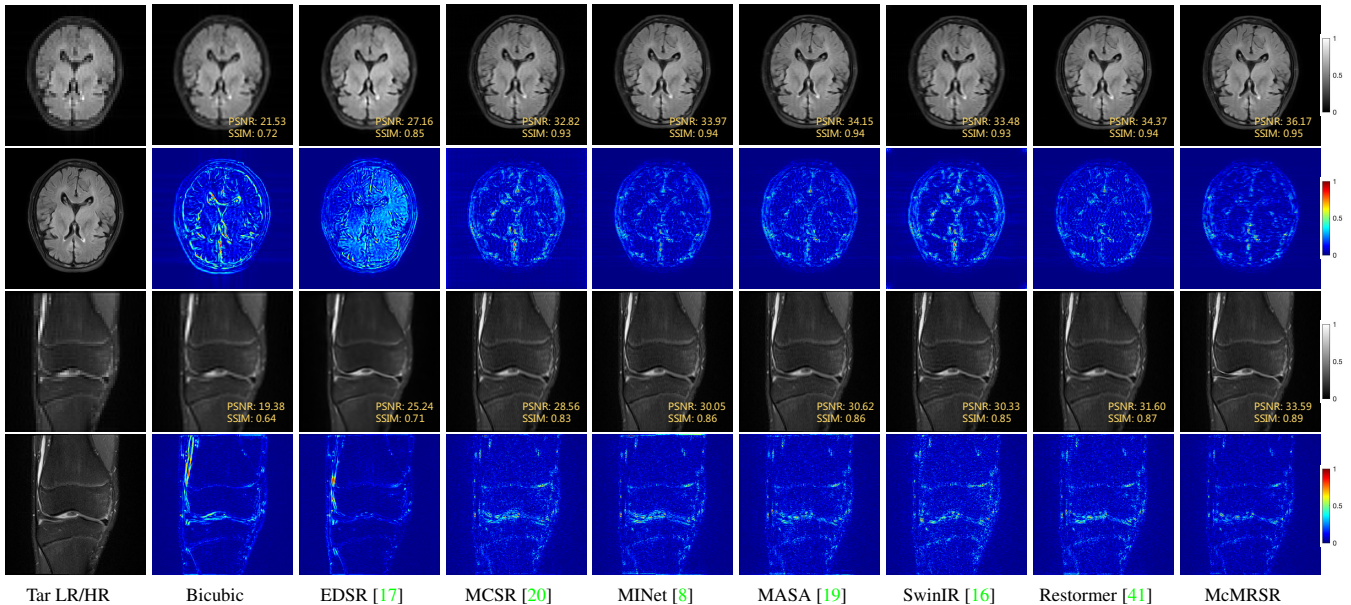 PSNR: 21.53
SSIM: 0.72
PSNR: 27.16
SSIM: 0.85
PSNR: 32.82
SSIM: 0.93
PSNR: 33.97
SSIM: 0.94
PSNR: 34.15
SSIM: 0.94
PSNR: 33.48
SSIM: 0.93
PSNR: 34.37
SSIM: 0.94
PSNR: 36.17
SSIM: 0.95
1
0.5
0
1
0.5
0
PSNR: 19.38
SSIM: 0.64
PSNR: 25.24
SSIM: 0.71
PSNR: 28.56
SSIM: 0.83
PSNR: 30.05
SSIM: 0.86
PSNR: 30.62
SSIM: 0.86
PSNR: 30.33
SSIM: 0.85
PSNR: 31.60
SSIM: 0.87
PSNR: 33.59
SSIM: 0.89
1
0.5
0
1
0.5
0
Tar LR/HR
Bicubic
EDSR [17]
MCSR [20]
MINet [8]
MASA [19]
SwinIR [16]
Restormer [41]
McMRSR